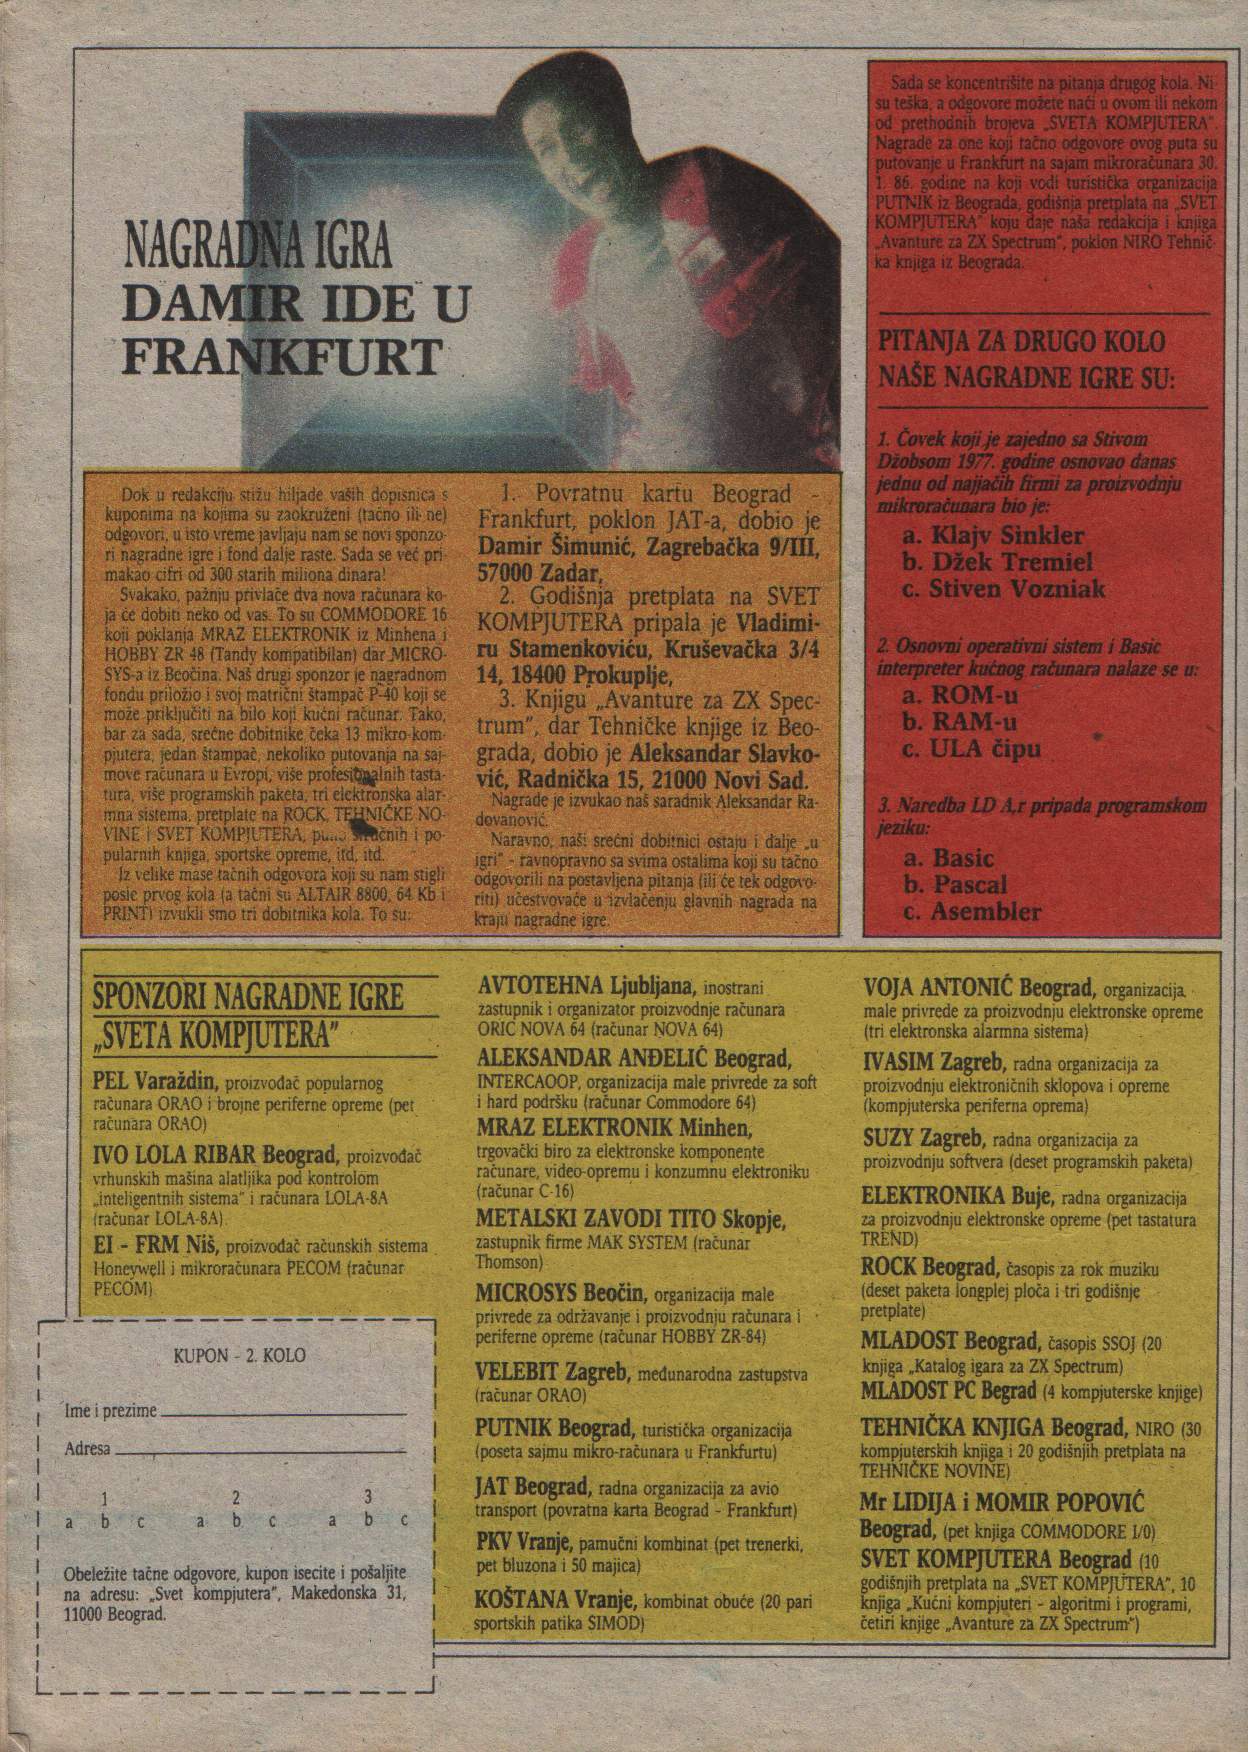 NAGRADNA IGRA
DAMIR IDE U
FRANKFURT
Dok u redakciju stižu hiljade vaših dopisnica s
kuponima na kojima su zaokruženi (tačno ili ne)
odgovori, u isto vreme javljaju nam se novi sponzo-
ri nagradne igre i fond dalje raste. Sada se već pri-
makao cifri od 300 starih miliona dinara!
Svakako, pažnju privlače dva nova računara ko-
ja će dobiti neko od vas. To su COMMODORE 16
koji poklanja MRAZ ELEKTRONIK iz Minhena i
HOBBY ZR 48 (Tandy kompatibilan) dar MICRO-
SYS-a iz Beočina. Naš drugi sponzor je nagradnom
fondu priložio i svoj matrični štampač P-40 koji se
može priključiti na bilo koji kućni računar. Tako,
bar za sada, srećne dobitnike čeka 13 mikro-kom-
pjutera, jedan štampač, nekoliko putovanja na saj-
move računara u Evropi, više profesionalnih tasta-
tura, više programskih paketa, tri elektronska alar-
mna sistema, pretplate na ROCK, TEHNIČKE NO-
VINE i SVET KOMPJUTERA, stručnih i po-
pularnih knjiga, sportske opreme, itd, itd.
Iz velike mase tačnih odgovora koji su nam stigli
posle prvog kola (a tačni su ALTAIR 8800, 64 Kb i
PRINT) izvukli smo tri dobitnika kola. To su:
1. Povratnu kartu Beograd -
Frankfurt, poklon JAT-a, dobio je
Damir Šimunić, Zagrebačka 9/III,
57000 Zadar,
2. Godišnja pretplata na SVET
KOMPJUTERA pripala je Vladimi-
ru Stamenkoviću, Kruševačka 3/4
14, 18400 Prokuplje,
3. Knjigu „Avanture za ZX Spec-
trum”, dar Tehničke knjige iz Beo-
grada, dobio je Aleksandar Slavko-
vić, Radnička 15, 21000 Novi Sad.
Nagrade je izvukao naš saradnik Aleksandar Ra-
dovanović.
Naravno, naši srećni dobitnici ostaju i dalje „u
igri” - ravnopravno sa svima ostalima koji su tačno
odgovorili na postavljena pitanja (ili će tek odgovo-
riti) učestvovaće u izvlačenju glavnih nagrada na
kraju nagradne igre.
Sada se koncentrišite na pitanja drugog kola. Ni-
su teška, a odgovore možete naći u ovom ili nekom
od prethodnih brojeva „SVETA KOMPJUTERA”.
Nagrade za one koji tačno odgovore ovog puta su
putovanje u Frankfurt na sajam mikroračunara 30.
1. 86. godine na koji vodi turistička organizacija
PUTNIK iz Beograda, godišnja pretplata na „SVET
KOMPJUTERA” koju daje naša redakcija i knjiga
„Avanture za ZX Spectrum”, poklon NIRO Tehnič-
ka knjiga iz Beograda.
PITANJA ZA DRUGO KOLO
NAŠE NAGRADNE IGRE SU:
1. Čovek koji je zajedno sa Stivom
Džobsom 1977. godine osnovao danas
jednu od najjačih firmi za proizvodnju
mikroračunara bio je:
a. Klajv Sinkler
b. Džek Tremiel
c. Stiven Vozniak
2. Osnovni operativni sistem i Basic
interpreter kućnog računara nalaze se u:
a. ROM-u
b. RAM-u
c. ULA čipu
3. Naredba LD A,r pripada programskom
jeziku:
a. Basic
b. Pascal
c. Asembler
SPONZORI NAGRADNE IGRE
„SVETA KOMPJUTERA”
PEL Varaždin, proizvođač popularnog
računara ORAO i brojne periferne opreme (pet
računara ORAO)
IVO LOLA RIBAR Beograd, proizvođač
vrhunskih mašina alatljika pod kontrolom
„inteligentnih sistema” i računara LOLA-8A
(računar LOLA-8A)
EI - FRM Niš, proizvođač računskih sistema
Honeywell i mikroračunara PECOM (računar
PECOM)
AVTOTEHNA Ljubljana, inostrani
zastupnik i organizator proizvodnje računara
ORIC NOVA 64 (računar NOVA 64)
ALEKSANDAR ANĐELIĆ Beograd,
INTERCAOOP, organizacija male privrede za soft
i hard podršku (računar Commodore 64)
MRAZ ELEKTRONIK Minhen,
trgovački biro za elektronske komponente
računare, video-opremu i konzumnu elektroniku
(računar C-16)
METALSKI ZAVODI TITO Skopje,
zastupnik firme MAK SYSTEM (računar
Thomson)
MICROSYS Beočin, organizacija male
privrede za održavanje i proizvodnju računara i
periferne opreme (računar HOBBY ZR-84)
VELEBIT Zagreb, međunarodna zastupstva
(računar ORAO)
PUTNIK Beograd, turistička organizacija
(poseta sajmu mikro-računara u Frankfurtu)
JAT Beograd, radna organizacija za avio
transport (povratna karta Beograd - Frankfurt)
PKV Vranje, pamučni kombinat (pet trenerki,
pet bluzona i 50 majica)
KOŠTANA Vranje, kombinat obuće (20 pari
sportskih patika SIMOD)
VOJA ANTONIĆ Beograd, organizacija
male privrede za proizvodnju elektronske opreme
(tri elektronska alarmna sistema)
IVASIM Zagreb, radna organizacija za
proizvodnju elektroničnih sklopova i opreme
(kompjuterska periferna oprema)
SUZY Zagreb, radna organizacija za
proizvodnju softvera (deset programskih paketa)
ELEKTRONIKA Buje, radna organizacija
za proizvodnju elektronske opreme (pet tastatura
TREND)
ROCK Beograd, časopis za rok muziku
(deset paketa longplej ploča i tri godišnje
pretplate)
MLADOST Beograd, časopis SSOJ (20
knjiga „Katalog igara za ZX Spectrum)
MLADOST PC Begrad (4 kompjuterske knjige)
TEHNIČKA KNJIGA Beograd, NIRO (30
kompjuterskih knjiga i 20 godišnjih pretplata na
TEHNIČKE NOVINE)
Mr LIDIJA i MOMIR POPOVIĆ
Beograd, (pet knjiga COMMODORE I/0)
SVET KOMPJUTERA Beograd (10
godišnjih pretplata na „SVET KOMPJUTERA”, 10
knjiga „Kućni kompjuteri - algoritmi i programi,
četiri knjige „Avanture za ZX Spectrum”)
KUPON - 2. KOLO
Ime i prezime
Adresa
1 2 3
a b c a b c a b c
Obeležite tačne odgovore, kupon isecite i pošaljite
na adresu: „Svet kompjutera”, Makedonska 31,
11000 Beograd.